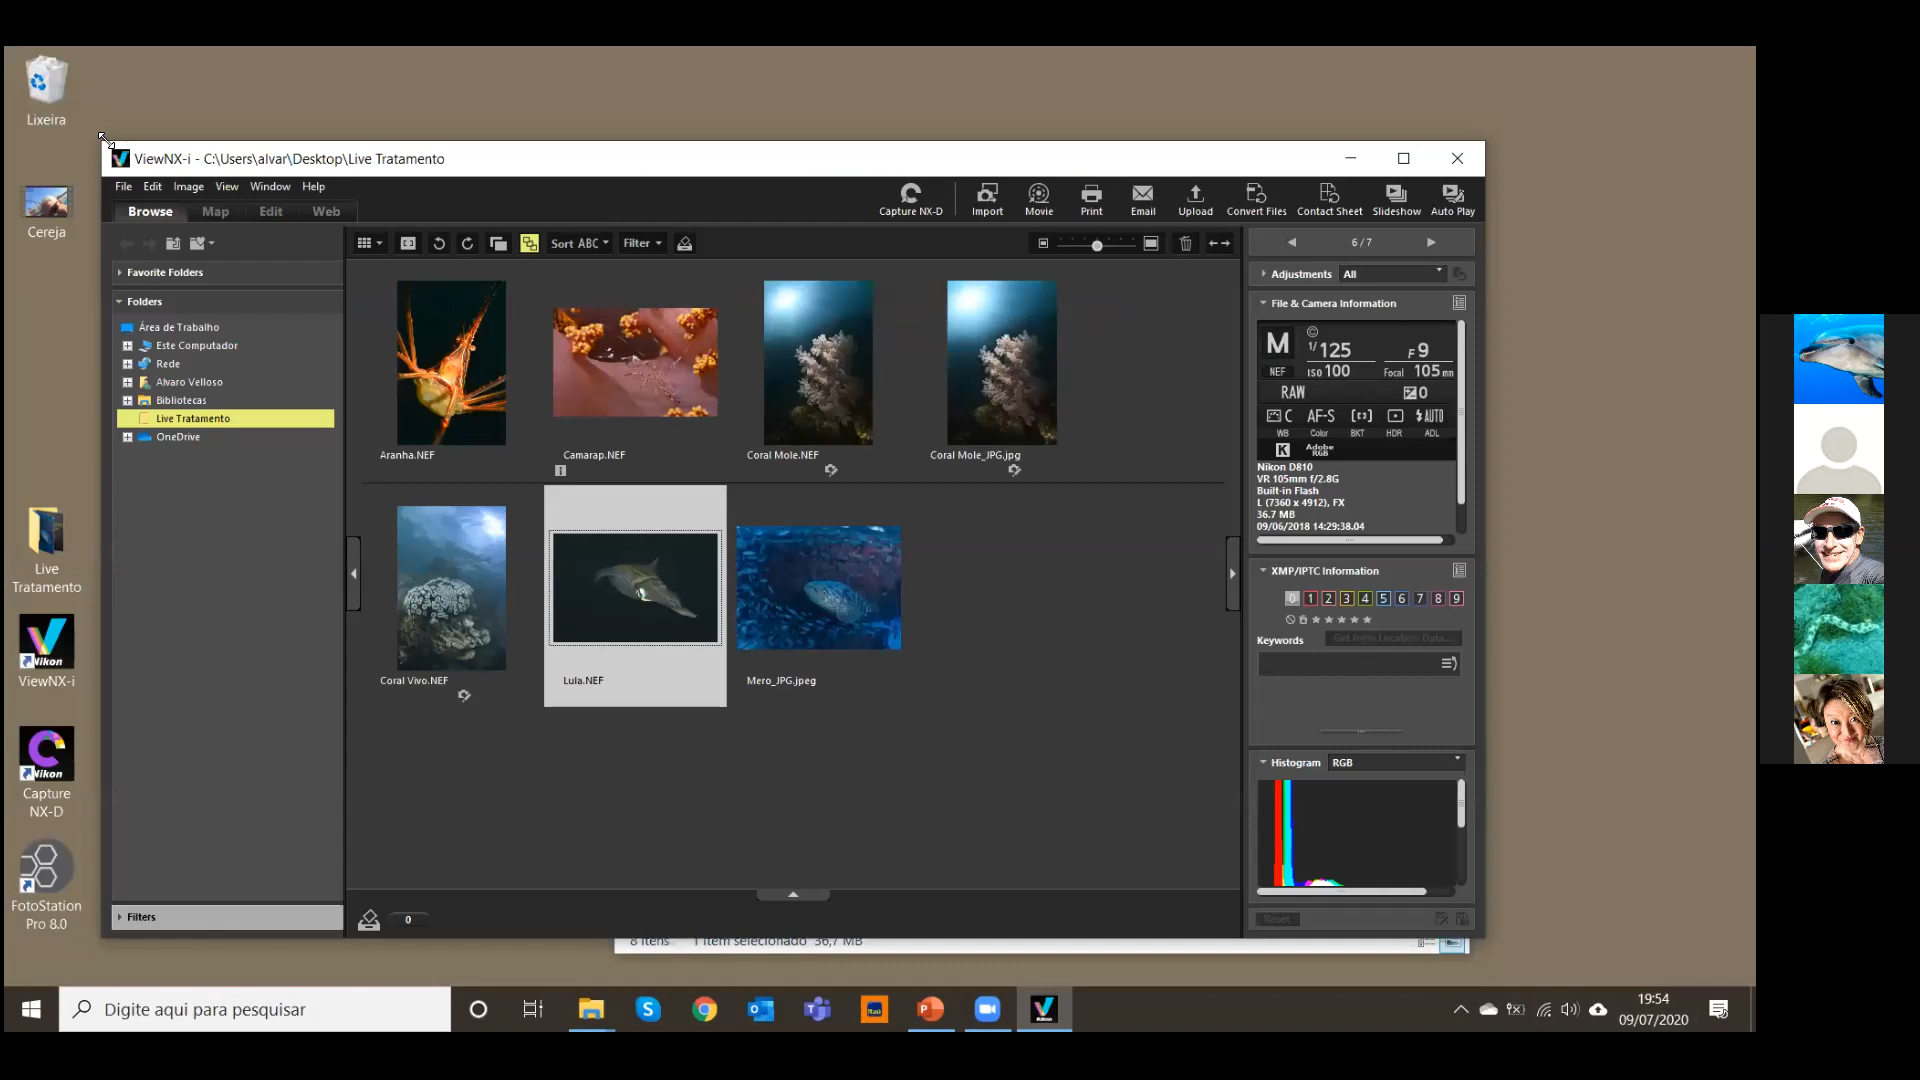 Lixeira
Cereja
Live
Tratamento
Nikon
ViewNX-i
Nikon
Capture
NX-D
FotoStation
Pro 8.0
ViewNX-i - C:\Users\alvar\Desktop\Live Tratamento
File Edit Image View Window Help
Browse Map Edit Web
Capture NX-D Import Movie Print Email Upload Convert Files Contact Sheet Slideshow Auto Play
Sort ABC Filter
6 / 7
Favorite Folders
Folders
Área de Trabalho
Este Computador
Rede
Alvaro Velloso
Bibliotecas
Live Tratamento
OneDrive
Filters
Aranha.NEF
Camarap.NEF
Coral Mole.NEF
Coral Mole_JPG.jpg
Coral Vivo.NEF
Lula.NEF
Mero_JPG.jpeg
0
Adjustments All
File & Camera Information
M 1/125 F9
NEF ISO 100 Focal 105mm
RAW 0
C AF-S AUTO
WB Color BKT HDR ADL
K Adobe RGB
Nikon D810
VR 105mm f/2.8G
Built-in Flash
L (7360 x 4912), FX
36.7 MB
09/06/2018 14:29:38.04
XMP/IPTC Information
0 1 2 3 4 5 6 7 8 9
Keywords
Histogram RGB
Reset
8 itens 1 item selecionado 36,7 MB
Digite aqui para pesquisar
19:54
09/07/2020